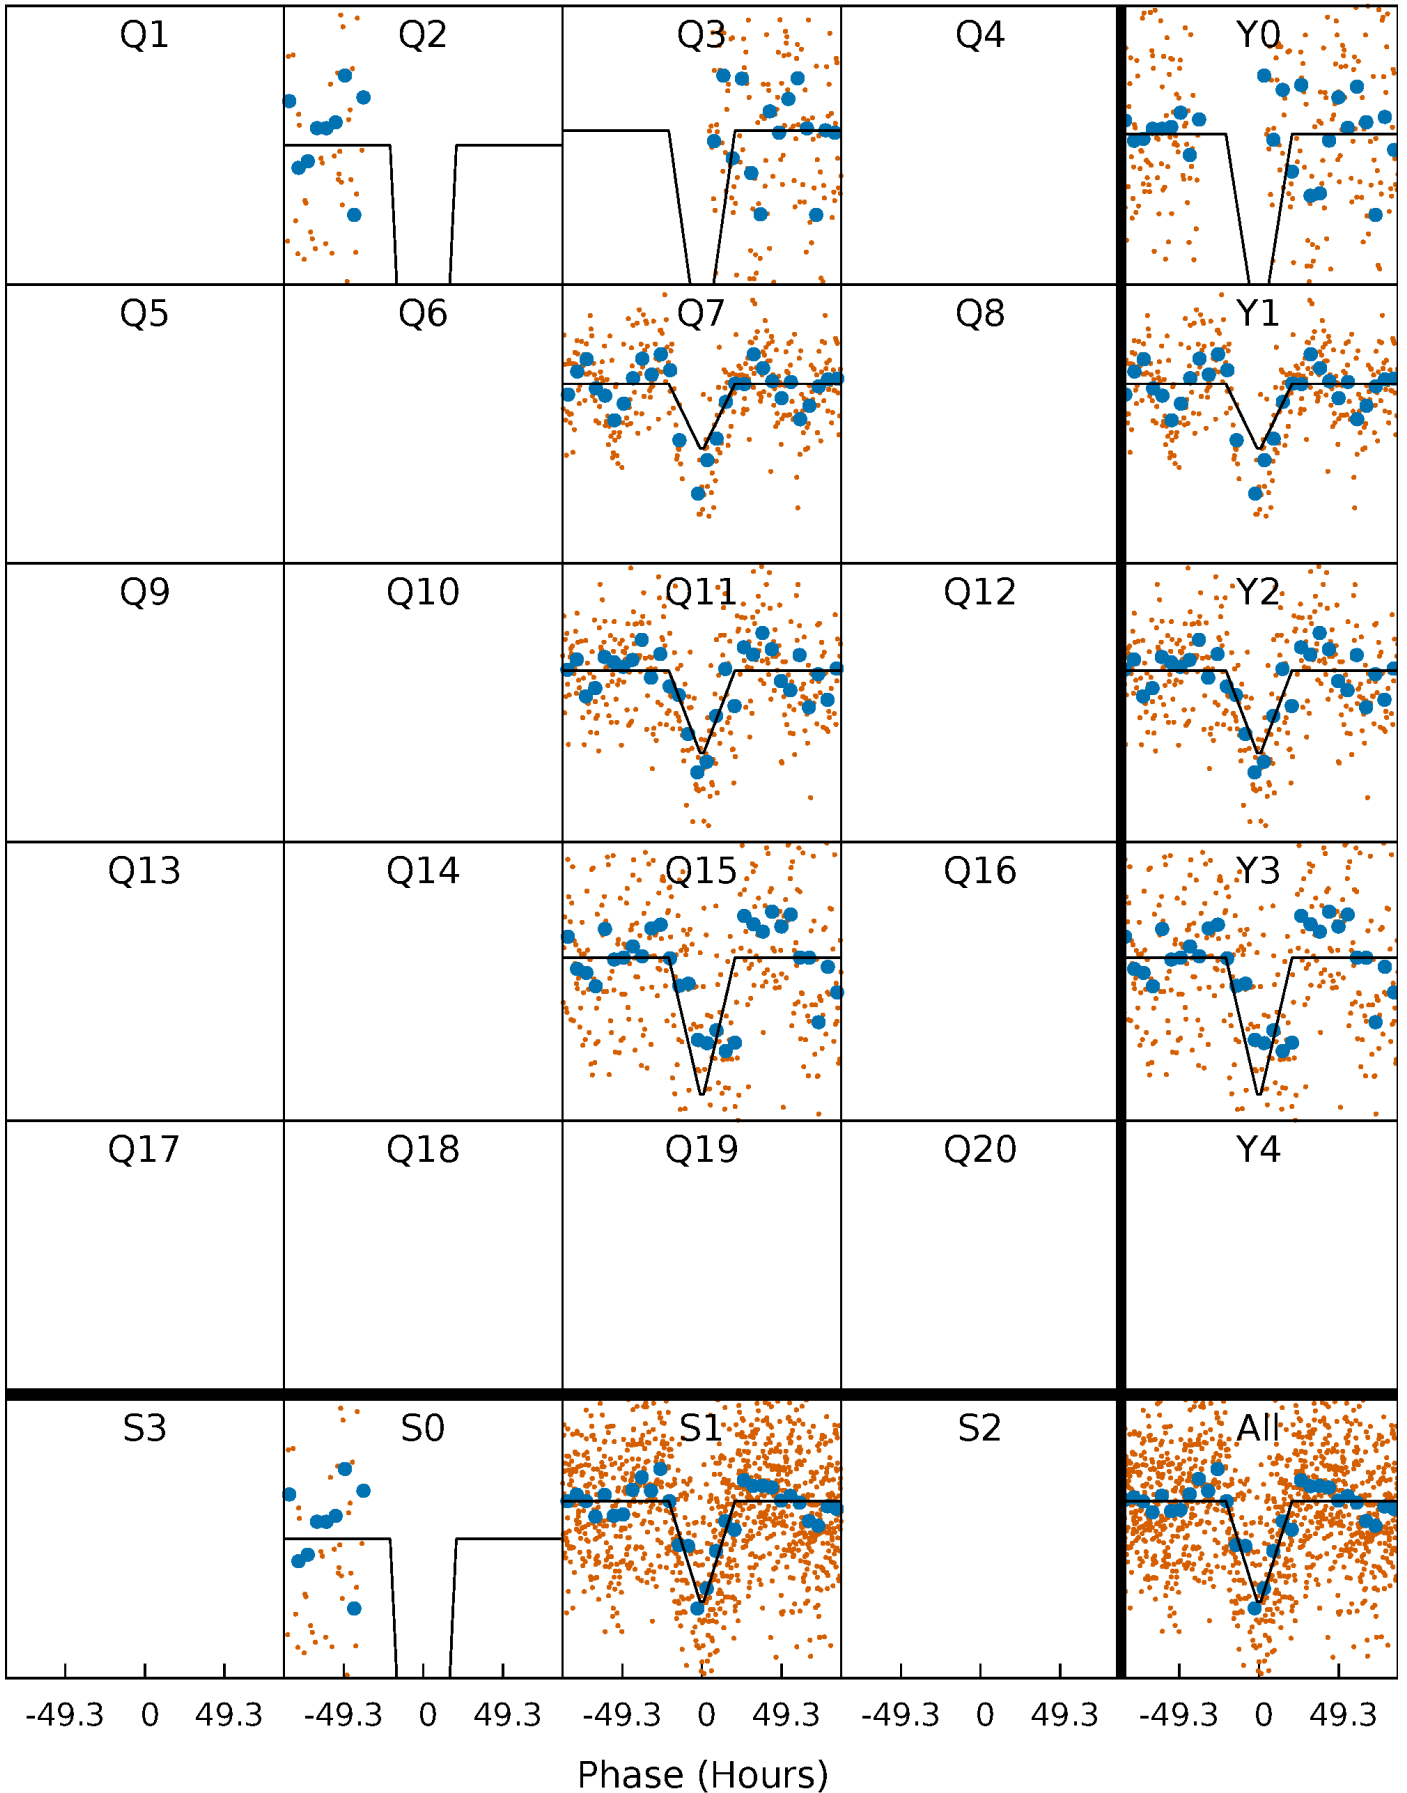 Q1 Q2 Q3 Q4 Y0
Q5 Q6 Q7 Q8 Y1
Q9 Q10 Q11 Q12 Y2
Q13 Q14 Q15 Q16 Y3
Q17 Q18 Q19 Q20 Y4
S3 S0 S1 S2 All
-49.3 0 49.3 -49.3 0 49.3 -49.3 0 49.3 -49.3 0 49.3 -49.3 0 49.3
Phase (Hours)